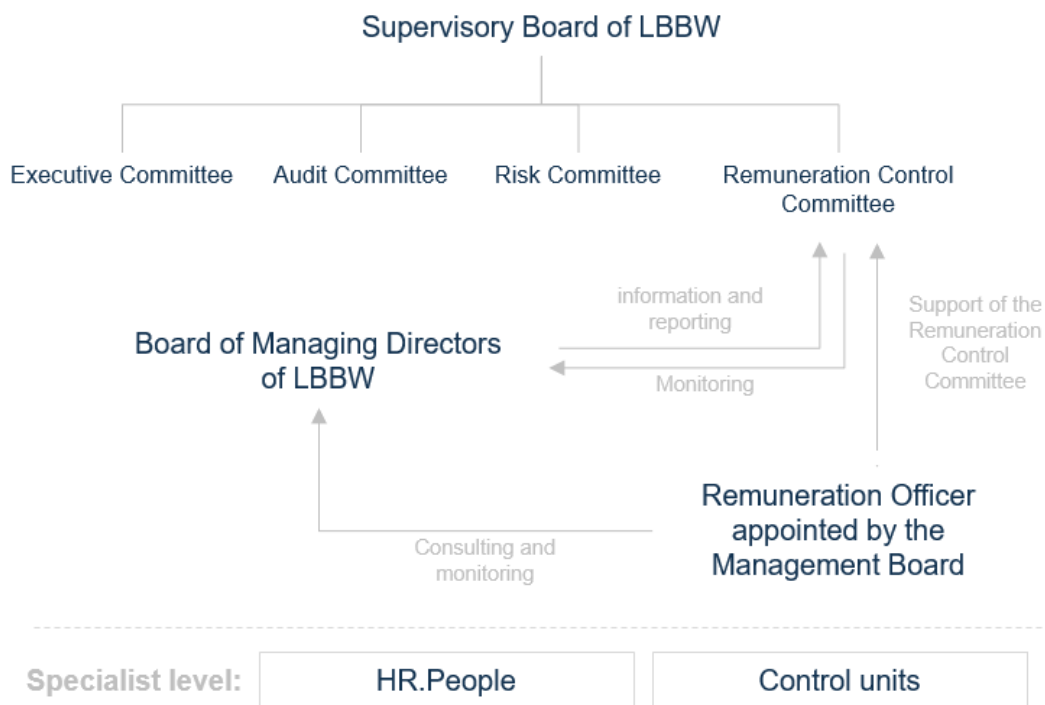 Supervisory Board of LBBW
Executive Committee
Audit Committee
Risk Committee
Remuneration Control
Committee
information and
reporting
Support of the
Remuneration
Control
Committee
Board of Managing Directors
of LBBW
Monitoring
Remuneration Officer
appointed by the
Management Board
Consulting and
monitoring
Specialist level:
HR.People
Control units